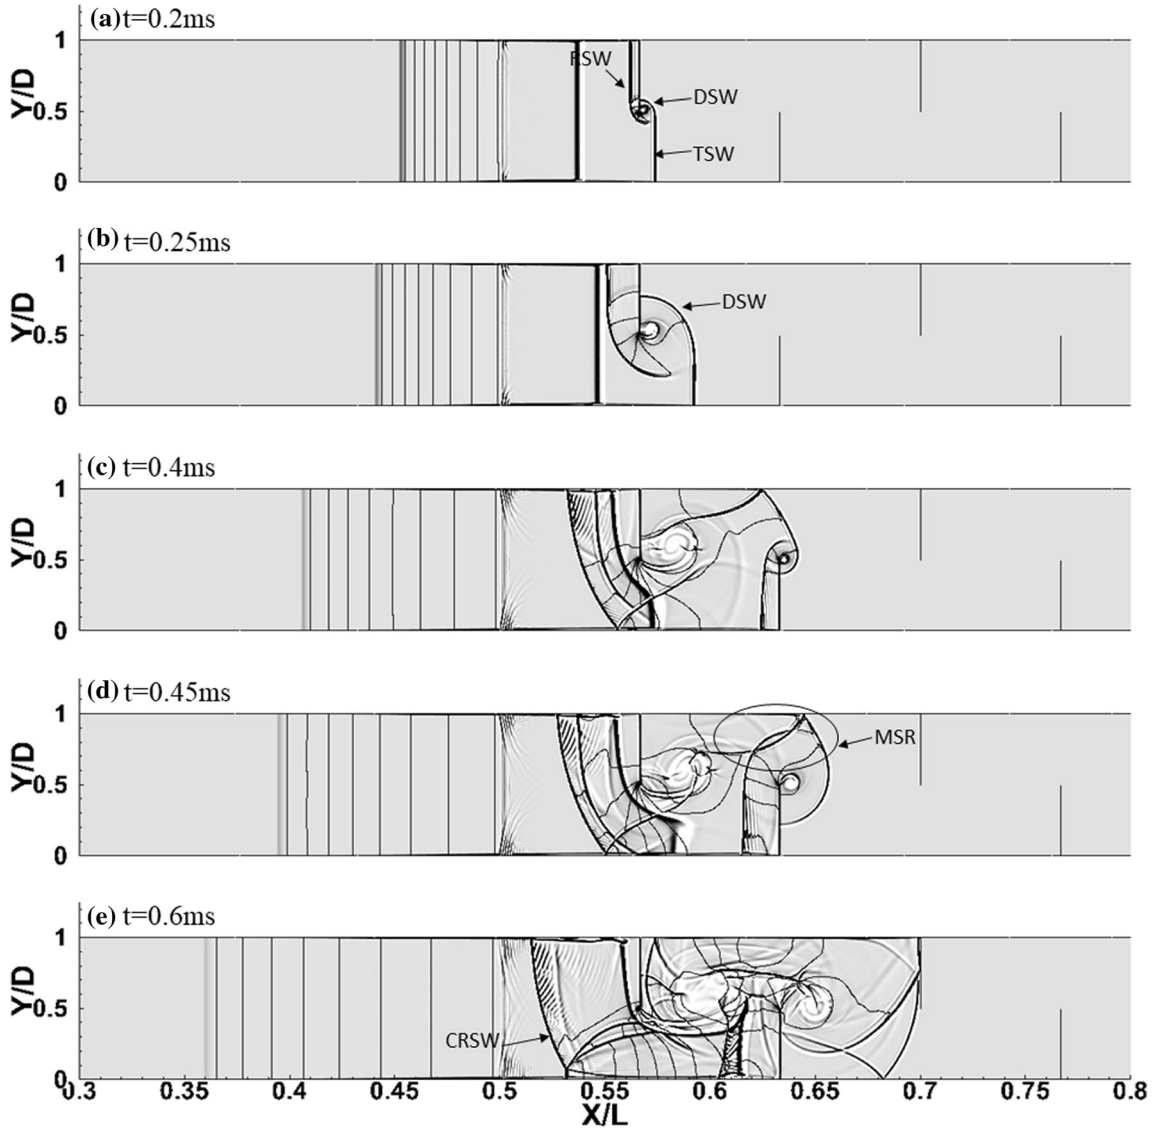 (a) t=0.2ms
1
Y/D
0.5
0
RSW
DSW
TSW
(b) t=0.25ms
1
Y/D
0.5
0
DSW
(c) t=0.4ms
1
Y/D
0.5
0
(d) t=0.45ms
1
Y/D
0.5
0
MSR
(e) t=0.6ms
1
Y/D
0.5
0
CRSW
0.3 0.35 0.4 0.45 0.5 0.55 0.6 0.65 0.7 0.75 0.8
X/L